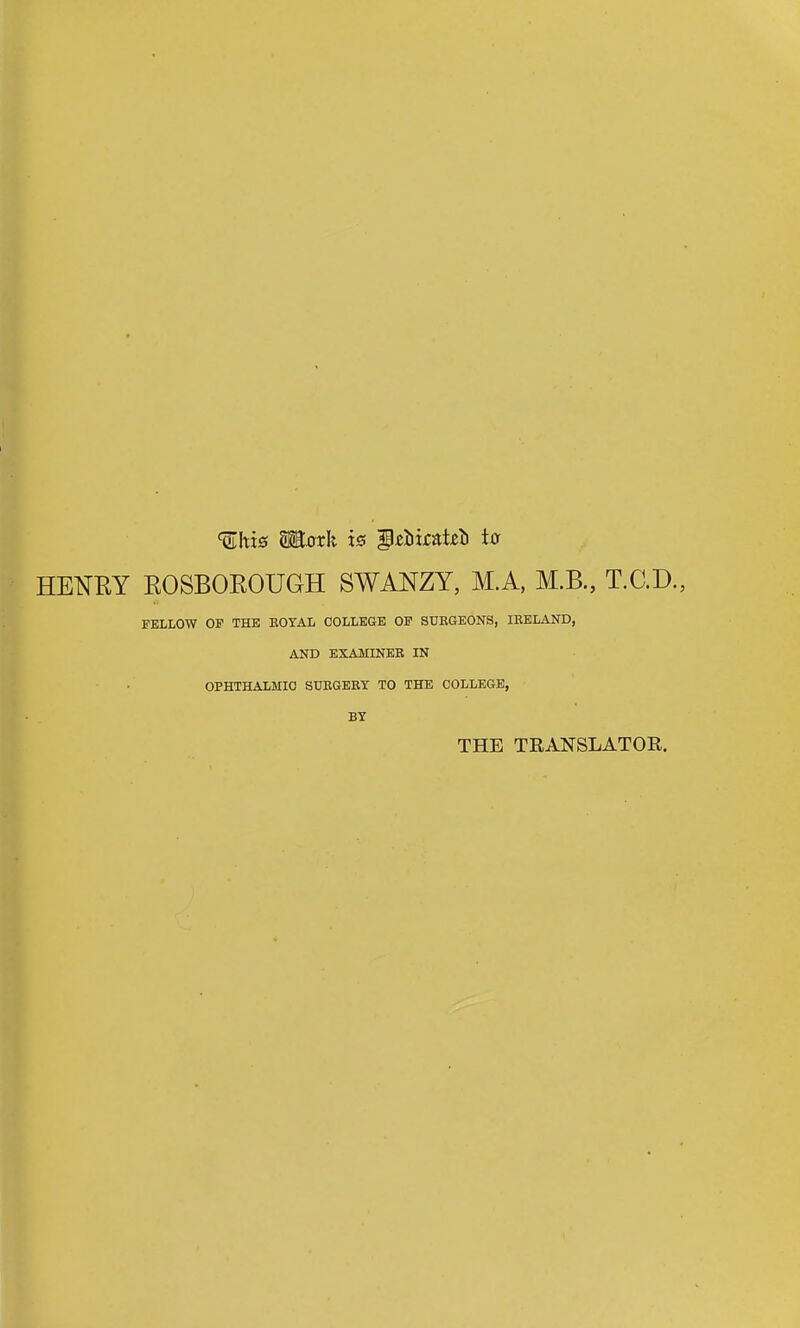 This Work is Dedicated to
HENRY ROSBOROUGH SWANZY, M.A, M.B., T.C.D.,
FELLOW OF THE ROYAL COLLEGE OF SURGEONS, IRELAND,
AND EXAMINER IN
OPHTHALMIC SURGERY TO THE COLLEGE,
BY
THE TRANSLATOR.